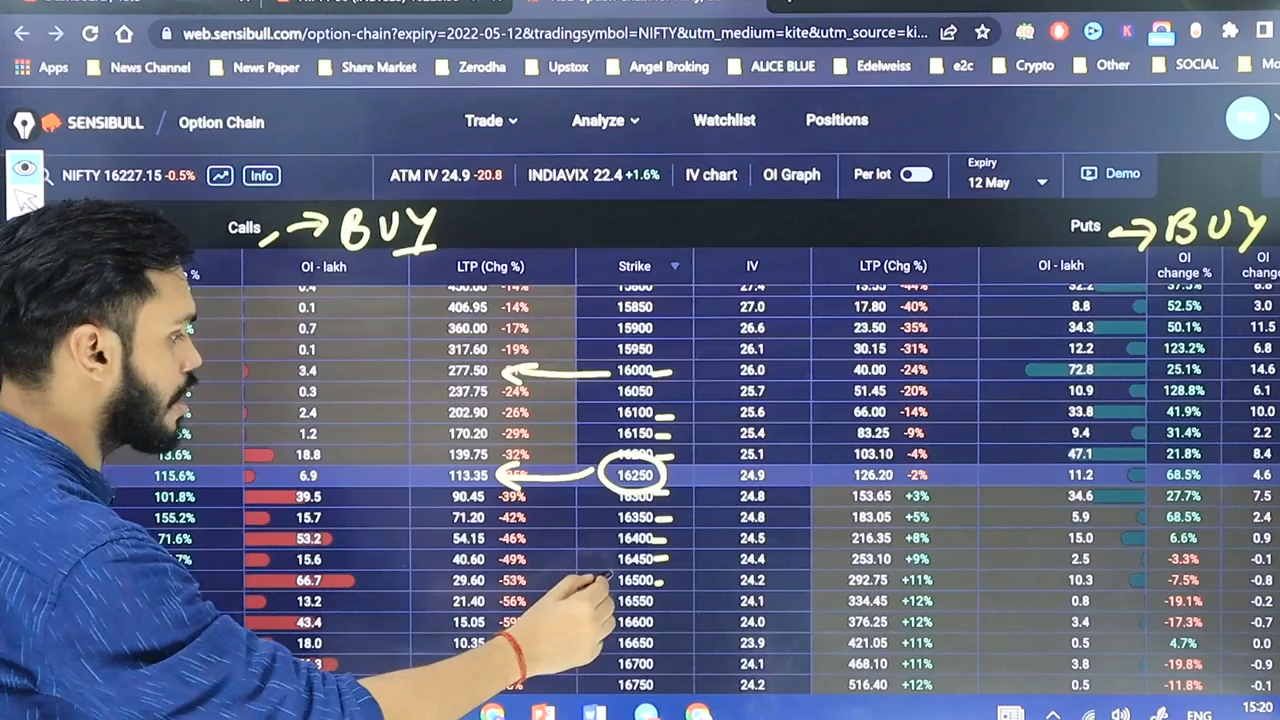 NIFTY 50 (INDICES) 16225.50
web.sensibull.com/option-chain?expiry=2022-05-12&tradingsymbol=NIFTY&utm_medium=kite&utm_source=ki...
Apps News Channel News Paper Share Market Zerodha Upstox Angel Broking ALICE BLUE Edelweiss e2c Crypto Other SOCIAL Mo
SENSIBULL / Option Chain Trade Analyze Watchlist Positions
NIFTY 16227.15 -0.5% Info ATM IV 24.9 -20.8 INDIAVIX 22.4 +1.6% IV chart OI Graph Per lot Expiry 12 May Demo
Calls → BUY Puts → BUY
% OI - lakh LTP (Chg %) Strike IV LTP (Chg %) OI - lakh OI change % OI
0.1 406.95 -14% 15850 27.0 17.80 -40% 8.8 52.5% 3.0
0.7 360.00 -17% 15900 26.6 23.50 -35% 34.3 50.1% 11.5
0.1 317.60 -19% 15950 26.1 30.15 -31% 12.2 123.2% 6.8
3.4 277.50 16000 26.0 40.00 -24% 72.8 25.1% 14.6
0.3 237.75 -24% 16050 25.7 51.45 -20% 10.9 128.8% 6.1
2.4 202.90 -26% 16100 25.6 66.00 -14% 33.8 41.9% 10.0
1.2 170.20 -29% 16150 25.4 83.25 -9% 9.4 31.4% 2.2
13.6% 18.8 139.75 -32% 16200 25.1 103.10 -4% 47.1 21.8% 8.4
115.6% 6.9 113.35 16250 24.9 126.20 -2% 11.2 68.5% 4.6
101.8% 39.5 90.45 -39% 16300 24.8 153.65 +3% 34.6 27.7% 7.5
155.2% 15.7 71.20 -42% 16350 24.8 183.05 +5% 5.9 68.5% 2.4
71.6% 53.2 54.15 -46% 16400 24.5 216.35 +8% 15.0 6.6% 0.9
15.6 40.60 -49% 16450 24.4 253.10 +9% 2.5 -3.3% -0.1
66.7 29.60 -53% 16500 24.2 292.75 +11% 10.3 -7.5% -0.8
13.2 21.40 -56% 16550 24.1 334.45 +12% 0.8 -19.1% -0.2
43.4 15.05 16600 24.0 376.25 +12% 3.4 -17.3% -0.7
18.0 10.35 16650 23.9 421.05 +11% 0.5 4.7% 0.0
16700 24.1 468.10 +11% 3.8 -19.8% -0.9
16750 24.2 516.40 +12% 0.5 -11.8% -0.1
ENG 15:20